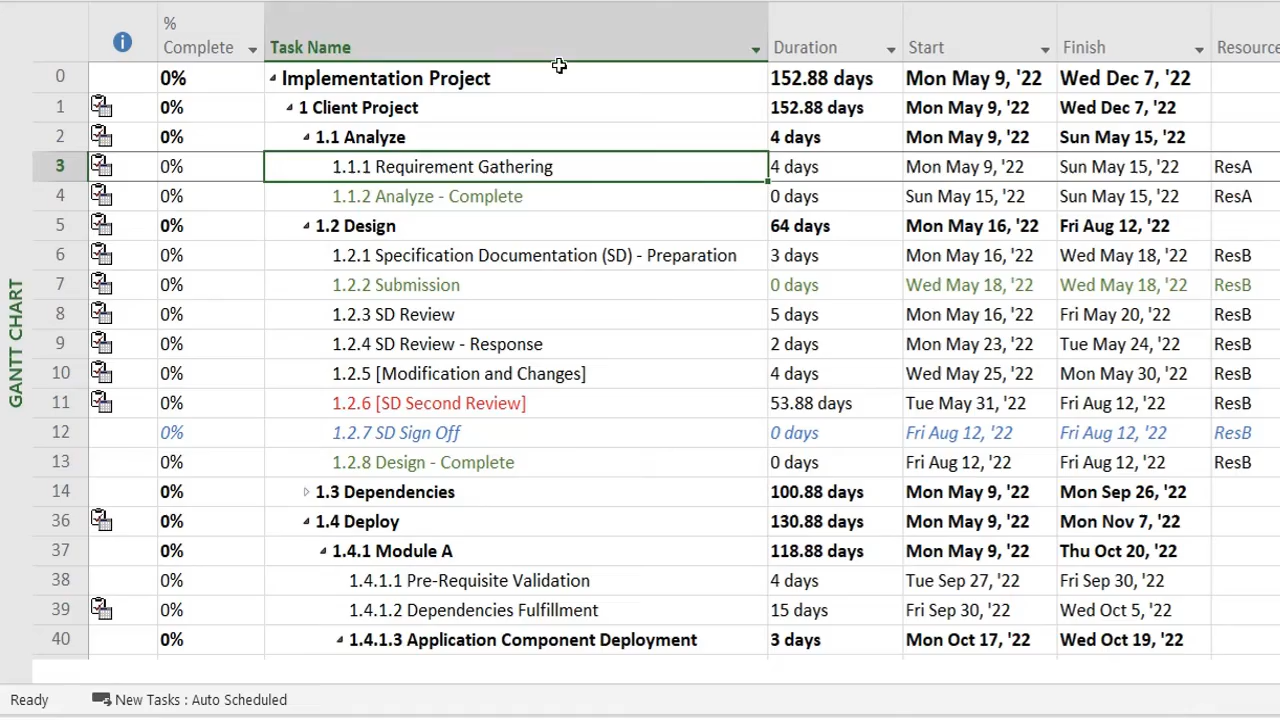 % Complete Task Name Duration Start Finish Resource
0 0% Implementation Project 152.88 days Mon May 9, '22 Wed Dec 7, '22
1 0% 1 Client Project 152.88 days Mon May 9, '22 Wed Dec 7, '22
2 0% 1.1 Analyze 4 days Mon May 9, '22 Sun May 15, '22
3 0% 1.1.1 Requirement Gathering 4 days Mon May 9, '22 Sun May 15, '22 ResA
4 0% 1.1.2 Analyze - Complete 0 days Sun May 15, '22 Sun May 15, '22 ResA
5 0% 1.2 Design 64 days Mon May 16, '22 Fri Aug 12, '22
6 0% 1.2.1 Specification Documentation (SD) - Preparation 3 days Mon May 16, '22 Wed May 18, '22 ResB
7 0% 1.2.2 Submission 0 days Wed May 18, '22 Wed May 18, '22 ResB
8 0% 1.2.3 SD Review 5 days Mon May 16, '22 Fri May 20, '22 ResB
9 0% 1.2.4 SD Review - Response 2 days Mon May 23, '22 Tue May 24, '22 ResB
10 0% 1.2.5 [Modification and Changes] 4 days Wed May 25, '22 Mon May 30, '22 ResB
11 0% 1.2.6 [SD Second Review] 53.88 days Tue May 31, '22 Fri Aug 12, '22 ResB
12 0% 1.2.7 SD Sign Off 0 days Fri Aug 12, '22 Fri Aug 12, '22 ResB
13 0% 1.2.8 Design - Complete 0 days Fri Aug 12, '22 Fri Aug 12, '22 ResB
14 0% 1.3 Dependencies 100.88 days Mon May 9, '22 Mon Sep 26, '22
36 0% 1.4 Deploy 130.88 days Mon May 9, '22 Mon Nov 7, '22
37 0% 1.4.1 Module A 118.88 days Mon May 9, '22 Thu Oct 20, '22
38 0% 1.4.1.1 Pre-Requisite Validation 4 days Tue Sep 27, '22 Fri Sep 30, '22
39 0% 1.4.1.2 Dependencies Fulfillment 15 days Fri Sep 30, '22 Wed Oct 5, '22
40 0% 1.4.1.3 Application Component Deployment 3 days Mon Oct 17, '22 Wed Oct 19, '22
GANTT CHART
Ready New Tasks : Auto Scheduled